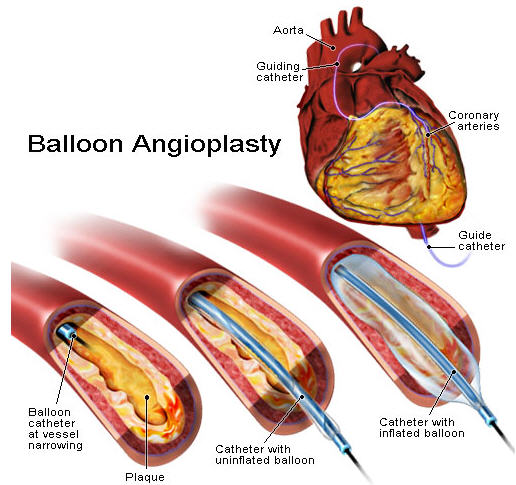 Aorta
Guiding
catheter
Coronary
arteries
Balloon Angioplasty
Guide
catheter
Balloon
catheter
at vessel
narrowing
Plaque
Catheter with
uninflated balloon
Catheter with
inflated balloon